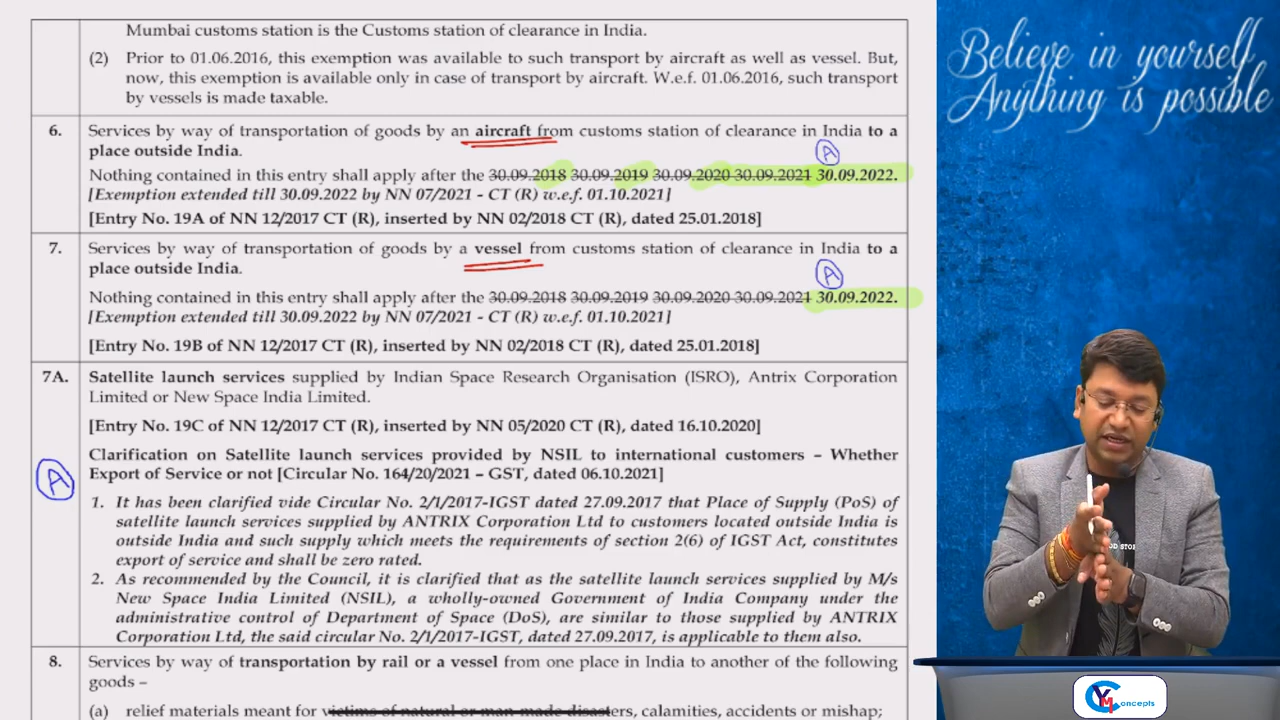 Mumbai customs station is the Customs station of clearance in India.
(2) Prior to 01.06.2016, this exemption was available to such transport by aircraft as well as vessel. But,
now, this exemption is available only in case of transport by aircraft. W.e.f. 01.06.2016, such transport
by vessels is made taxable.
6. Services by way of transportation of goods by an aircraft from customs station of clearance in India to a
place outside India.
A
Nothing contained in this entry shall apply after the 30.09.2018 30.09.2019 30.09.2020 30.09.2021 30.09.2022.
[Exemption extended till 30.09.2022 by NN 07/2021 - CT (R) w.e.f. 01.10.2021]
[Entry No. 19A of NN 12/2017 CT (R), inserted by NN 02/2018 CT (R), dated 25.01.2018]
7. Services by way of transportation of goods by a vessel from customs station of clearance in India to a
place outside India.
A
Nothing contained in this entry shall apply after the 30.09.2018 30.09.2019 30.09.2020 30.09.2021 30.09.2022.
[Exemption extended till 30.09.2022 by NN 07/2021 - CT (R) w.e.f. 01.10.2021]
[Entry No. 19B of NN 12/2017 CT (R), inserted by NN 02/2018 CT (R), dated 25.01.2018]
7A. Satellite launch services supplied by Indian Space Research Organisation (ISRO), Antrix Corporation
Limited or New Space India Limited.
[Entry No. 19C of NN 12/2017 CT (R), inserted by NN 05/2020 CT (R), dated 16.10.2020]
Clarification on Satellite launch services provided by NSIL to international customers – Whether
Export of Service or not [Circular No. 164/20/2021 – GST, dated 06.10.2021]
A
1. It has been clarified vide Circular No. 2/1/2017-IGST dated 27.09.2017 that Place of Supply (PoS) of
satellite launch services supplied by ANTRIX Corporation Ltd to customers located outside India is
outside India and such supply which meets the requirements of section 2(6) of IGST Act, constitutes
export of service and shall be zero rated.
2. As recommended by the Council, it is clarified that as the satellite launch services supplied by M/s
New Space India Limited (NSIL), a wholly-owned Government of India Company under the
administrative control of Department of Space (DoS), are similar to those supplied by ANTRIX
Corporation Ltd, the said circular No. 2/1/2017-IGST, dated 27.09.2017, is applicable to them also.
8. Services by way of transportation by rail or a vessel from one place in India to another of the following
goods –
(a) relief materials meant for victims of natural or man-made disasters, calamities, accidents or mishap;
Believe in yourself
Anything is possible
YM Concepts